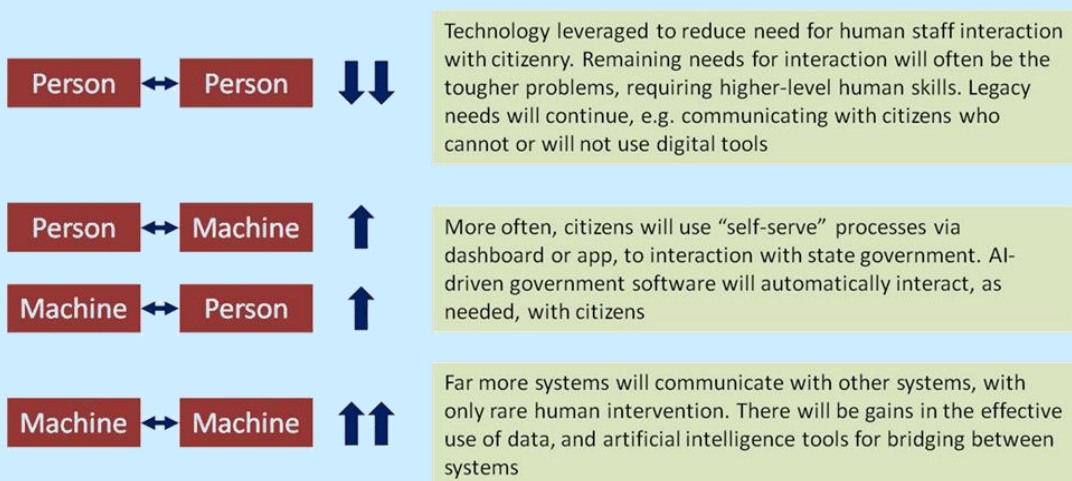 Person Person
Technology leveraged to reduce need for human staff interaction
with citizenry. Remaining needs for interaction will often be the
tougher problems, requiring higher-level human skills. Legacy
needs will continue, e.g. communicating with citizens who
cannot or will not use digital tools
Person Machine
Machine Person
More often, citizens will use “self-serve” processes via
dashboard or app, to interaction with state government. AI-
driven government software will automatically interact, as
needed, with citizens
Machine Machine
Far more systems will communicate with other systems, with
only rare human intervention. There will be gains in the effective
use of data, and artificial intelligence tools for bridging between
systems